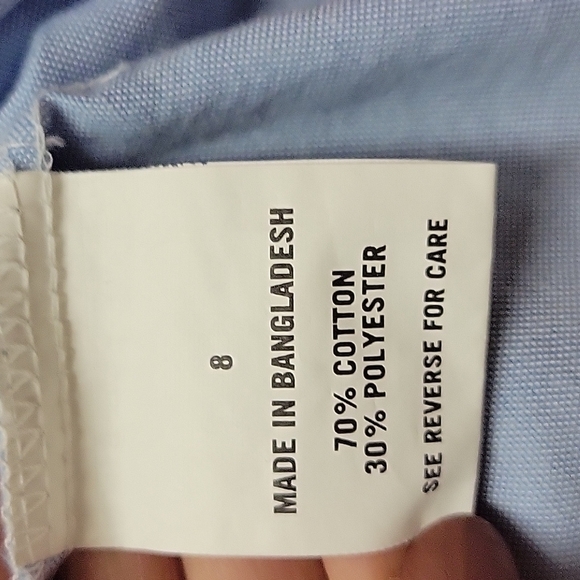 8
MADE IN BANGLADESH
70% COTTON
30% POLYESTER
SEE REVERSE FOR CARE